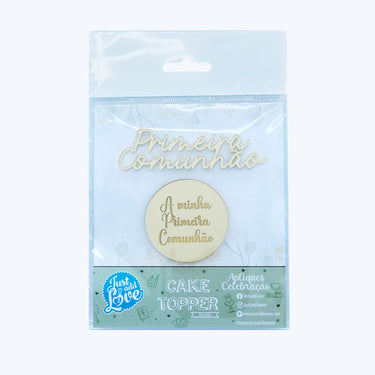 Primeira
Comunhão
A minha
Primeira
Comunhão
Just
add
Love
CAKE
TOPPER
Apliques
Celebração